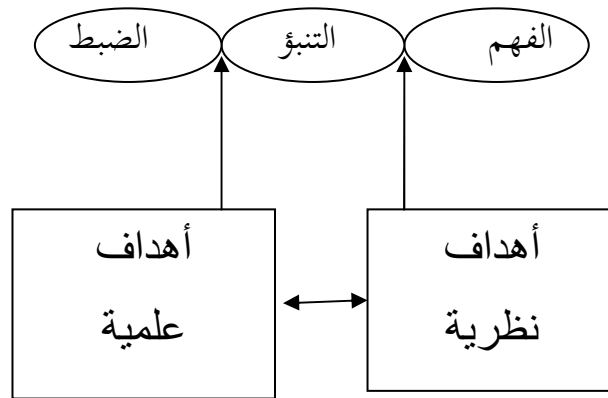 الفهم
التنبؤ
الضبط
أهداف
نظرية
أهداف
علمية